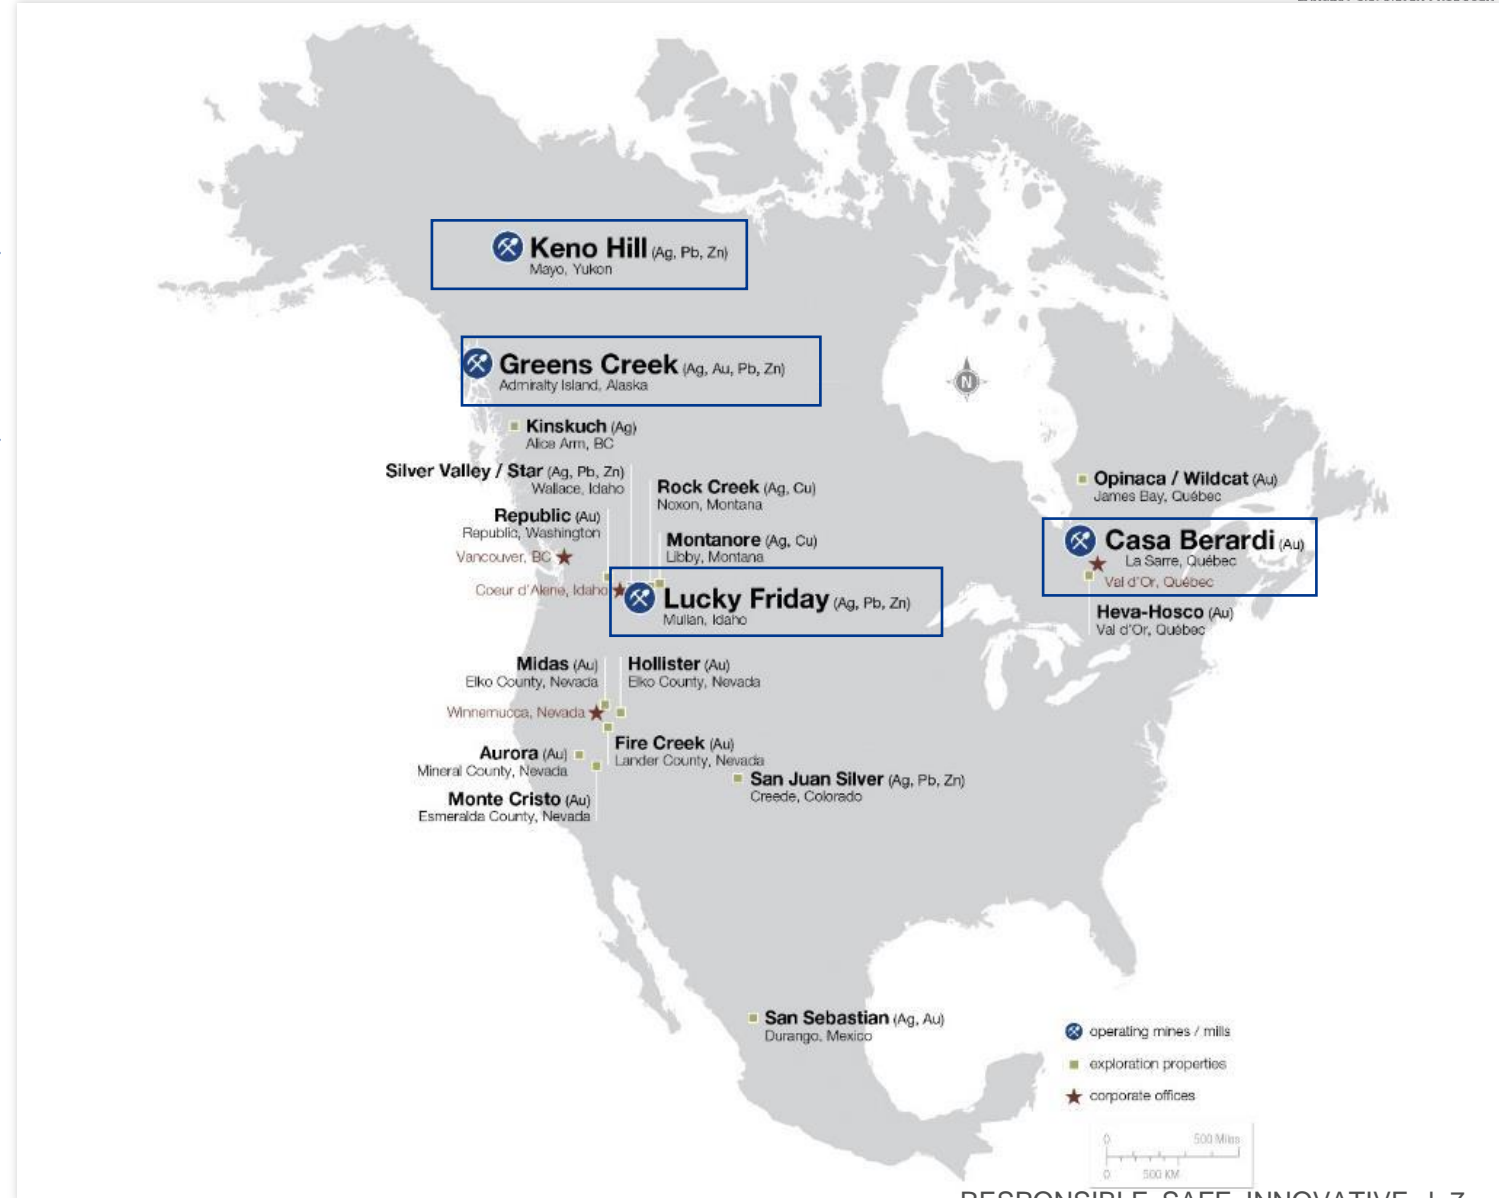 Keno Hill (Ag, Pb, Zn)
Mayo, Yukon
Greens Creek (Ag, Au, Pb, Zn)
Admiralty Island, Alaska
Kinskuch (Ag)
Alice Arm, BC
Silver Valley / Star (Ag, Pb, Zn)
Wallace, Idaho
Rock Creek (Ag, Cu)
Noxon, Montana
Republic (Au)
Republic, Washington
Montanore (Ag, Cu)
Libby, Montana
Vancouver, BC
Coeur d'Alene, Idaho
Lucky Friday (Ag, Pb, Zn)
Mullan, Idaho
N
Opinaca / Wildcat (Au)
James Bay, Québec
Casa Berardi (Au)
La Sarre, Québec
Val d'Or, Québec
Heva-Hosco (Au)
Val d'Or, Québec
Midas (Au)
Elko County, Nevada
Hollister (Au)
Elko County, Nevada
Winnemucca, Nevada
Fire Creek (Au)
Lander County, Nevada
Aurora (Au)
Mineral County, Nevada
Monte Cristo (Au)
Esmeralda County, Nevada
San Juan Silver (Ag, Pb, Zn)
Creede, Colorado
San Sebastian (Ag, Au)
Durango, Mexico
operating mines / mills
exploration properties
corporate offices
0 500 Miles
0 500 KM
RESPONSIBLE. SAFE. INNOVATIVE. | 7